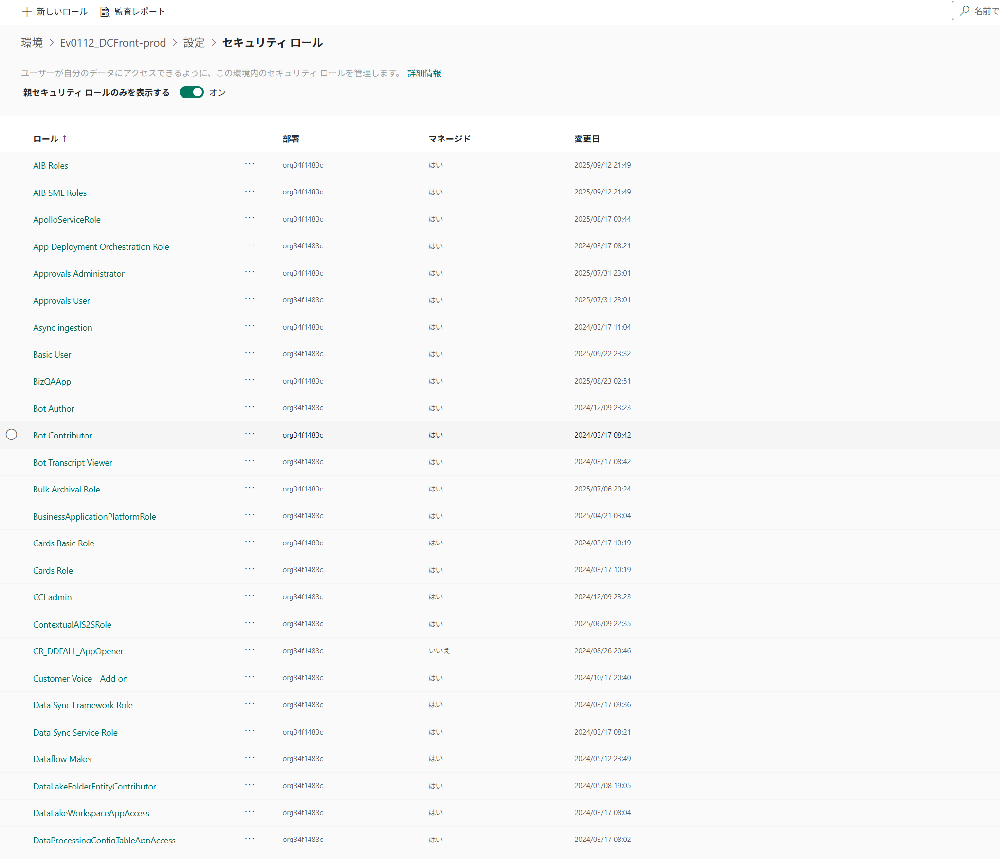 新しいロール 監査レポート 名前で
環境 > Ev0112_DCFront-prod > 設定 > セキュリティ ロール
ユーザーが自分のデータにアクセスできるように、この環境内のセキュリティ ロールを管理します。 詳細情報
親セキュリティ ロールのみを表示する オン
ロール ↑ 部署 マネージド 変更日
AIB Roles ··· org34f1483c はい 2025/09/12 21:49
AIB SML Roles ··· org34f1483c はい 2025/09/12 21:49
ApolloServiceRole ··· org34f1483c はい 2025/08/17 00:44
App Deployment Orchestration Role ··· org34f1483c はい 2024/03/17 08:21
Approvals Administrator ··· org34f1483c はい 2025/07/31 23:01
Approvals User ··· org34f1483c はい 2025/07/31 23:01
Async ingestion ··· org34f1483c はい 2024/03/17 11:04
Basic User ··· org34f1483c はい 2025/09/22 23:32
BizQAApp ··· org34f1483c はい 2025/08/23 02:51
Bot Author ··· org34f1483c はい 2024/12/09 23:23
Bot Contributor ··· org34f1483c はい 2024/03/17 08:42
Bot Transcript Viewer ··· org34f1483c はい 2024/03/17 08:42
Bulk Archival Role ··· org34f1483c はい 2025/07/06 20:24
BusinessApplicationPlatformRole ··· org34f1483c はい 2025/04/21 03:04
Cards Basic Role ··· org34f1483c はい 2024/03/17 10:19
Cards Role ··· org34f1483c はい 2024/03/17 10:19
CCI admin ··· org34f1483c はい 2024/12/09 23:23
ContextualAIS2SRole ··· org34f1483c はい 2025/06/09 22:35
CR_DDFALL_AppOpener ··· org34f1483c いいえ 2024/08/26 20:46
Customer Voice - Add on ··· org34f1483c はい 2024/10/17 20:40
Data Sync Framework Role ··· org34f1483c はい 2024/03/17 09:36
Data Sync Service Role ··· org34f1483c はい 2024/03/17 08:21
Dataflow Maker ··· org34f1483c はい 2024/05/12 23:49
DataLakeFolderEntityContributor ··· org34f1483c はい 2024/05/08 19:05
DataLakeWorkspaceAppAccess ··· org34f1483c はい 2024/03/17 08:04
DataProcessingConfigTableAppAccess ··· org34f1483c はい 2024/03/17 08:02